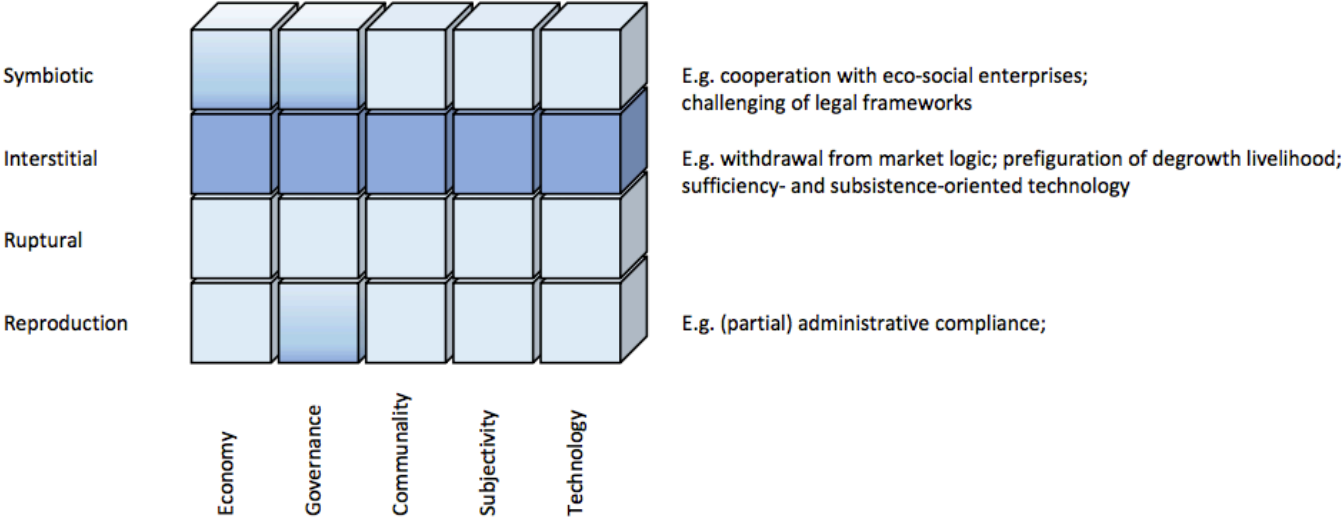 Symbiotic
E.g. cooperation with eco-social enterprises;
challenging of legal frameworks
Interstitial
E.g. withdrawal from market logic; prefiguration of degrowth livelihood;
sufficiency- and subsistence-oriented technology
Ruptural
Reproduction
E.g. (partial) administrative compliance;
Economy
Governance
Communality
Subjectivity
Technology